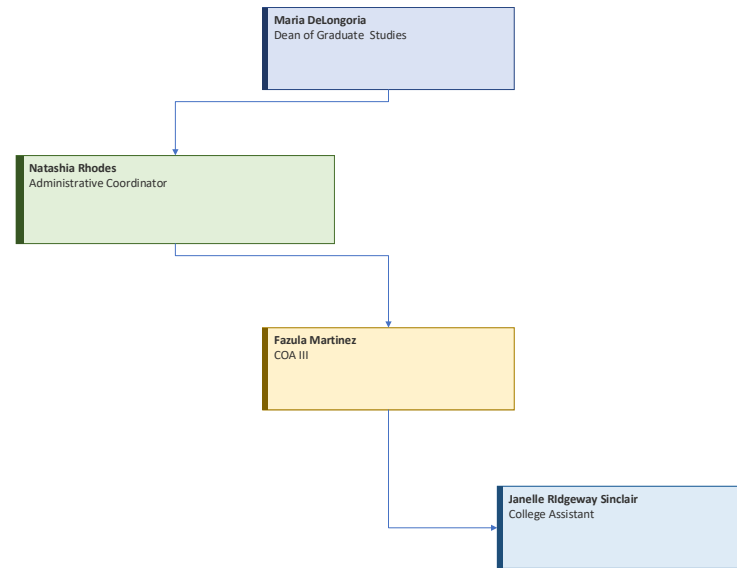 Maria DeLongoria
Dean of Graduate  Studies
Natashia Rhodes
Administrative Coordinator
Fazula Martinez
COA III
Janelle RIdgeway Sinclair
College Assistant